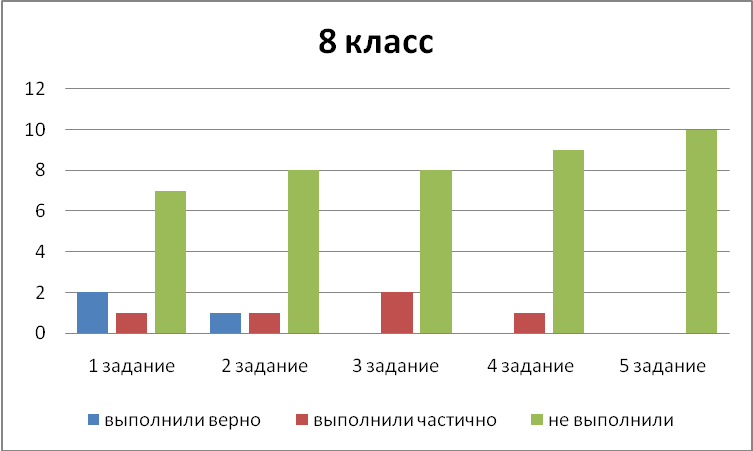 8 класс
12
10
8
6
4
2
0
1 задание 2 задание 3 задание 4 задание 5 задание
выполнили верно выполнили частично не выполнили